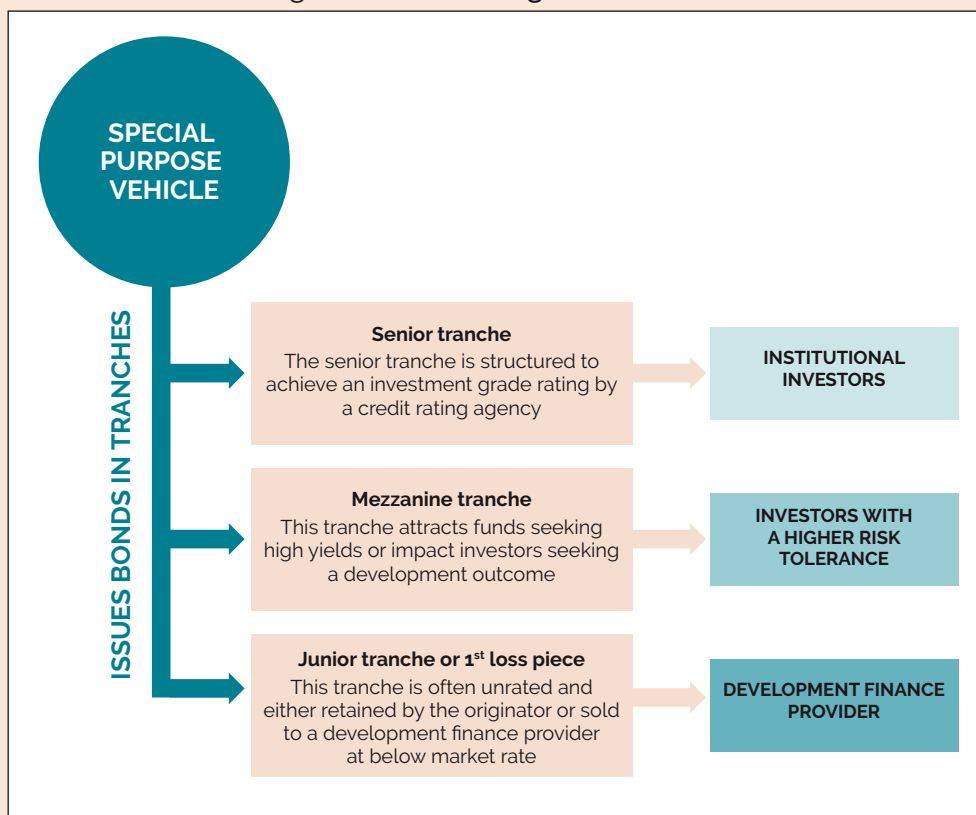 SPECIAL
PURPOSE
VEHICLE
ISSUES BONDS IN TRANCHES
Senior tranche
The senior tranche is structured to
achieve an investment grade rating by
a credit rating agency
INSTITUTIONAL
INVESTORS
Mezzanine tranche
This tranche attracts funds seeking
high yields or impact investors seeking
a development outcome
INVESTORS WITH
A HIGHER RISK
TOLERANCE
Junior tranche or 1st loss piece
This tranche is often unrated and
either retained by the originator or sold
to a development finance provider
at below market rate
DEVELOPMENT FINANCE
PROVIDER